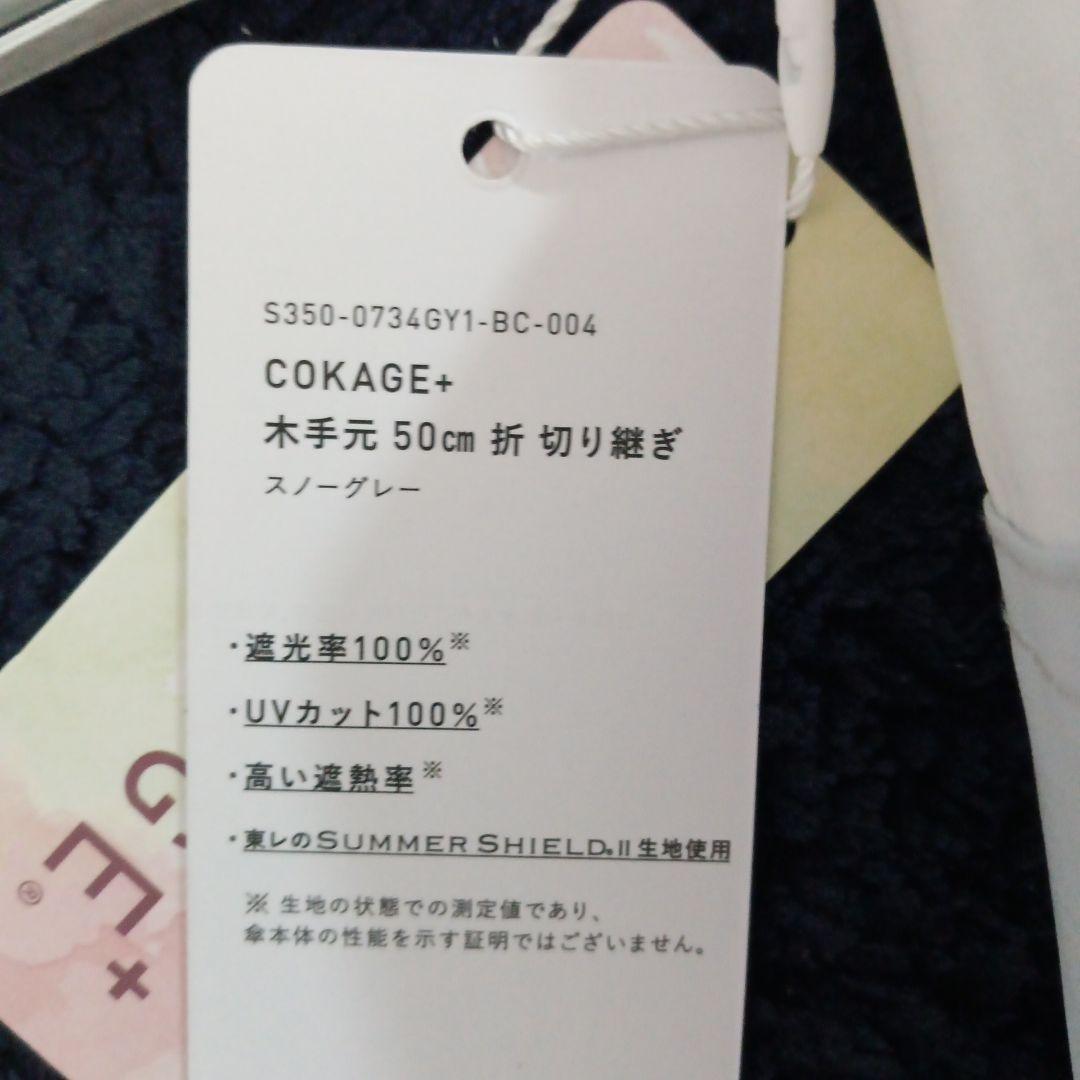 S350-0734GY1-BC-004
COKAGE+
木手元 50㎝ 折 切り継ぎ
スノーグレー
・遮光率100%※
・UVカット100%※
・高い遮熱率※
・東レのSUMMER SHIELD®II生地使用
※ 生地の状態での測定値であり、
傘本体の性能を示す証明ではございません。
GE+
®